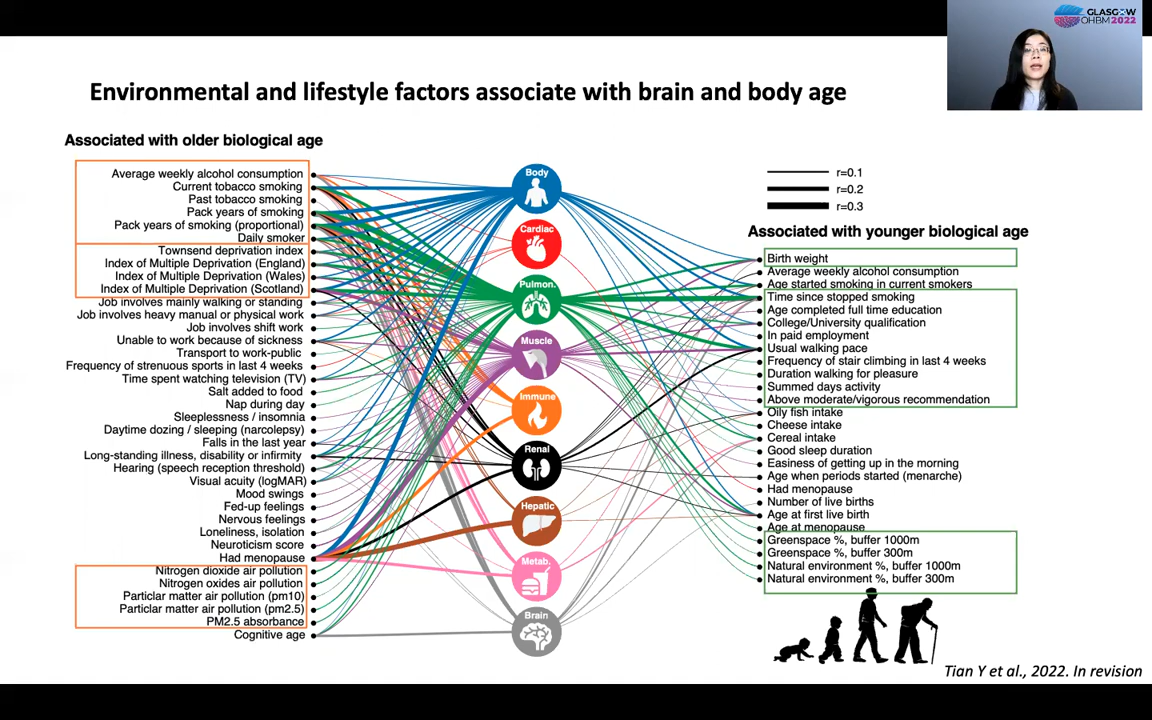 GLASGOW
OHBM2022
Environmental and lifestyle factors associate with brain and body age
Associated with older biological age
Average weekly alcohol consumption
Current tobacco smoking
Past tobacco smoking
Pack years of smoking
Pack years of smoking (proportional)
Daily smoker
Townsend deprivation index
Index of Multiple Deprivation (England)
Index of Multiple Deprivation (Wales)
Index of Multiple Deprivation (Scotland)
Job involves mainly walking or standing
Job involves heavy manual or physical work
Job involves shift work
Unable to work because of sickness
Transport to work-public
Frequency of strenuous sports in last 4 weeks
Time spent watching television (TV)
Salt added to food
Nap during day
Sleeplessness / insomnia
Daytime dozing / sleeping (narcolepsy)
Falls in the last year
Long-standing illness, disability or infirmity
Hearing (speech reception threshold)
Visual acuity (logMAR)
Mood swings
Fed-up feelings
Nervous feelings
Loneliness, isolation
Neuroticism score
Had menopause
Nitrogen dioxide air pollution
Nitrogen oxides air pollution
Particlar matter air pollution (pm10)
Particlar matter air pollution (pm2.5)
PM2.5 absorbance
Cognitive age
Body
Cardiac
Pulmon.
Muscle
Immune
Renal
Hepatic
Metab.
Brain
r=0.1
r=0.2
r=0.3
Associated with younger biological age
Birth weight
Average weekly alcohol consumption
Age started smoking in current smokers
Time since stopped smoking
Age completed full time education
College/University qualification
In paid employment
Usual walking pace
Frequency of stair climbing in last 4 weeks
Duration walking for pleasure
Summed days activity
Above moderate/vigorous recommendation
Oily fish intake
Cheese intake
Cereal intake
Good sleep duration
Easiness of getting up in the morning
Age when periods started (menarche)
Had menopause
Number of live births
Age at first live birth
Age at menopause
Greenspace %, buffer 1000m
Greenspace %, buffer 300m
Natural environment %, buffer 1000m
Natural environment %, buffer 300m
Tian Y et al., 2022. In revision